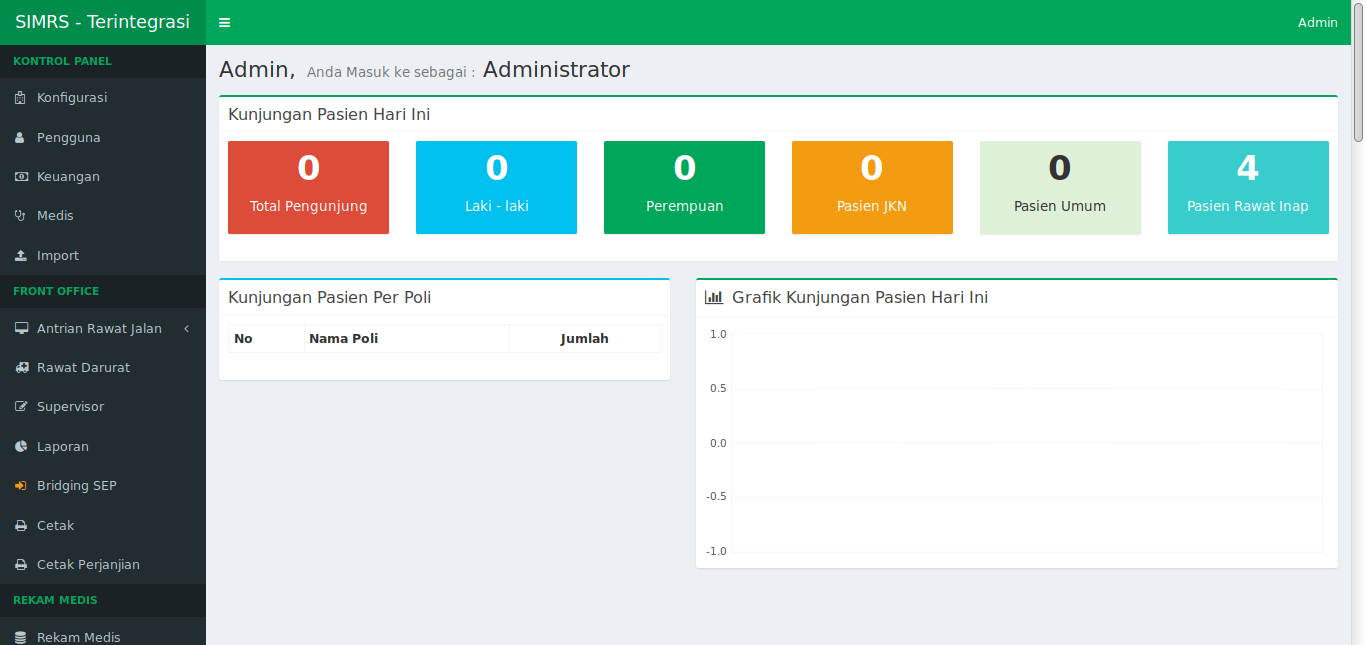 SIMRS - Terintegrasi
Admin
KONTROL PANEL
Konfigurasi
Pengguna
Keuangan
Medis
Import
FRONT OFFICE
Antrian Rawat Jalan
Rawat Darurat
Supervisor
Laporan
Bridging SEP
Cetak
Cetak Perjanjian
REKAM MEDIS
Rekam Medis
Admin, Anda Masuk ke sebagai : Administrator
Kunjungan Pasien Hari Ini
0
Total Pengunjung
0
Laki - laki
0
Perempuan
0
Pasien JKN
0
Pasien Umum
4
Pasien Rawat Inap
Kunjungan Pasien Per Poli
No Nama Poli Jumlah
Grafik Kunjungan Pasien Hari Ini
1.0
0.5
0.0
-0.5
-1.0